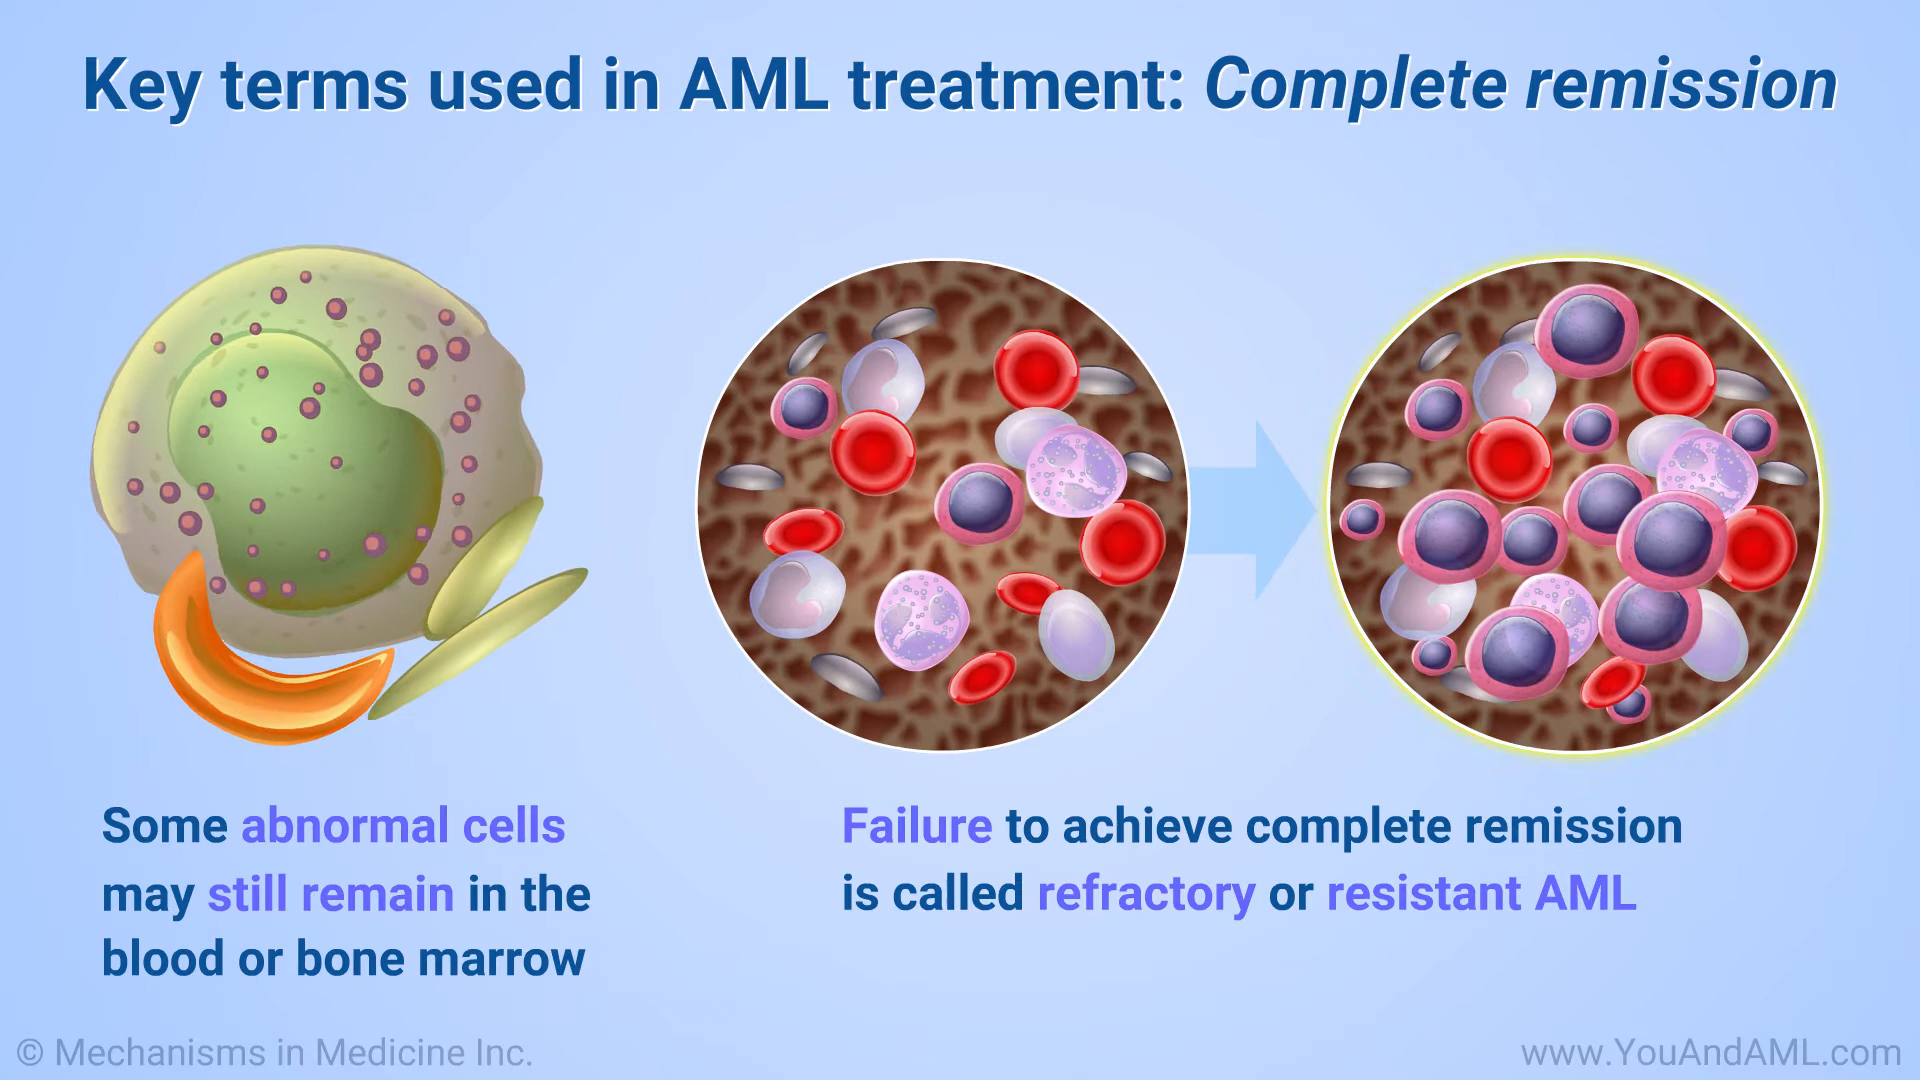 Key terms used in AML treatment: Complete remission
Some abnormal cells
may still remain in the
blood or bone marrow
Failure to achieve complete remission
is called refractory or resistant AML
© Mechanisms in Medicine Inc.
www.YouAndAML.com